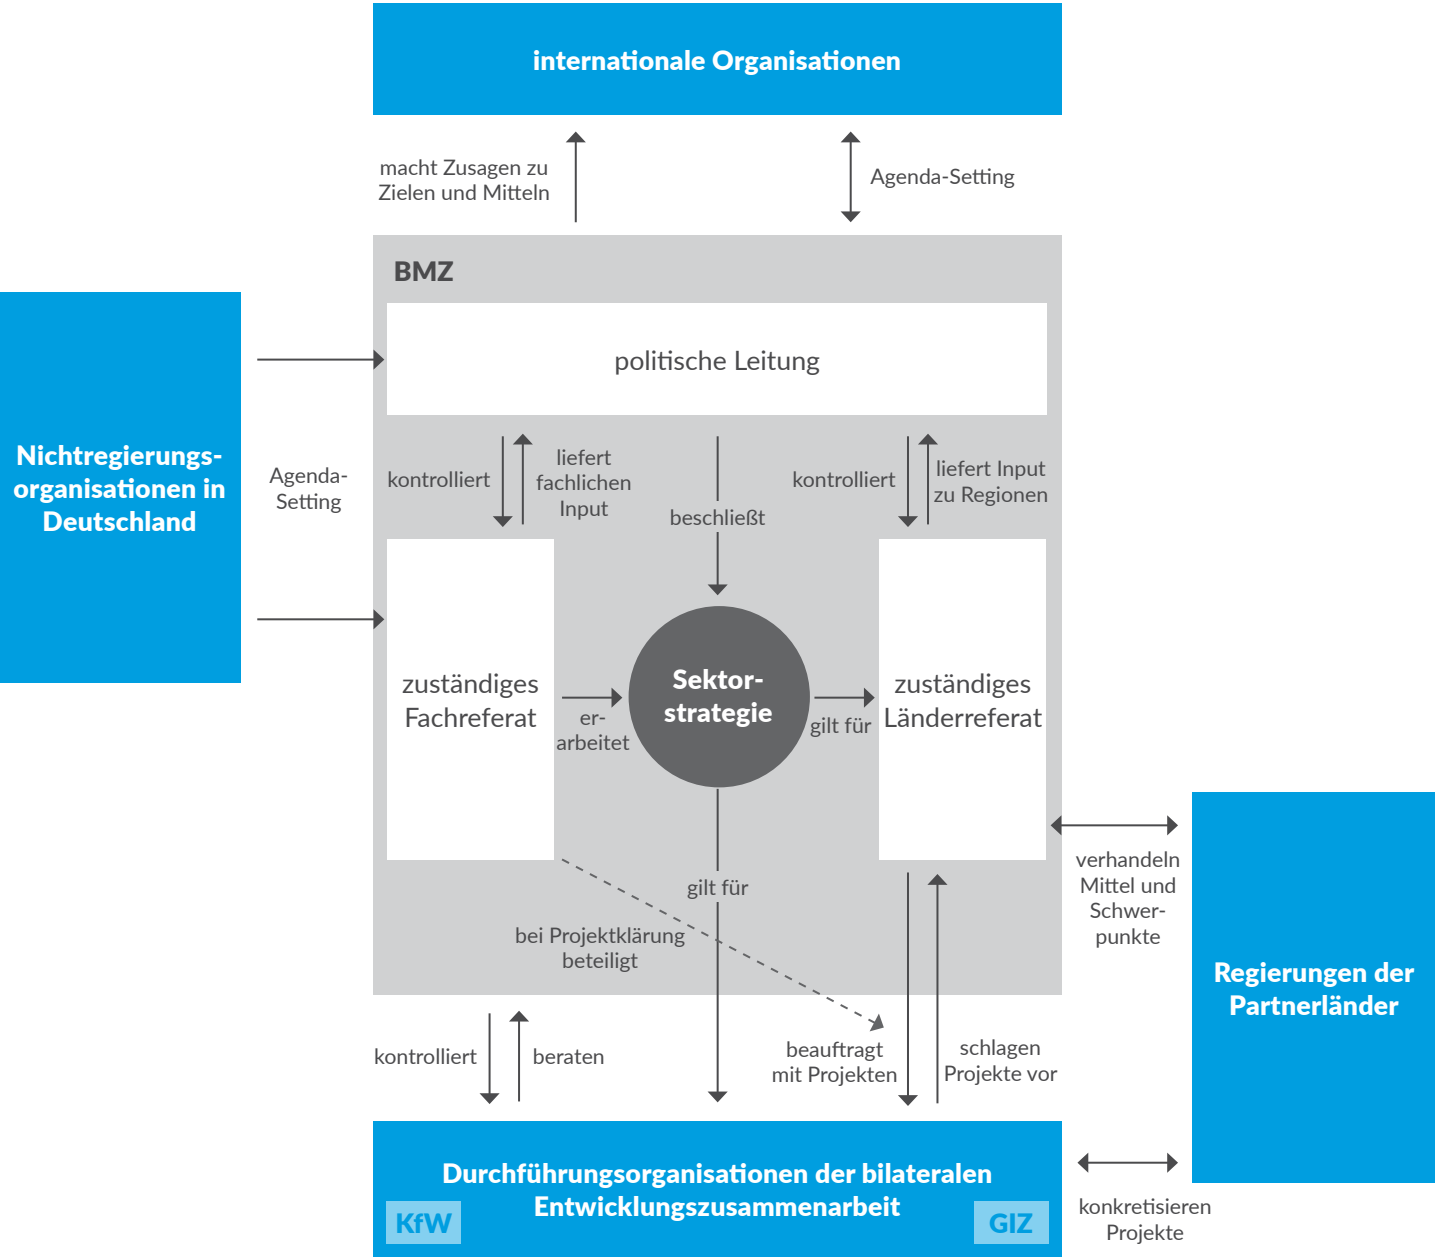 internationale Organisationen
macht Zusagen zu
Zielen und Mitteln
Agenda-Setting
BMZ
politische Leitung
Nichtregierungs-
organisationen in
Deutschland
Agenda-
Setting
kontrolliert
liefert
fachlichen
Input
beschließt
kontrolliert
liefert Input
zu Regionen
zuständiges
Fachreferat
er-
arbeitet
Sektor-
strategie
gilt für
zuständiges
Länderreferat
verhandeln
Mittel und
Schwer-
punkte
gilt für
bei Projektklärung
beteiligt
Regierungen der
Partnerländer
kontrolliert
beraten
beauftragt
mit Projekten
schlagen
Projekte vor
Durchführungsorganisationen der bilateralen
Entwicklungszusammenarbeit
KfW
GIZ
konkretisieren
Projekte